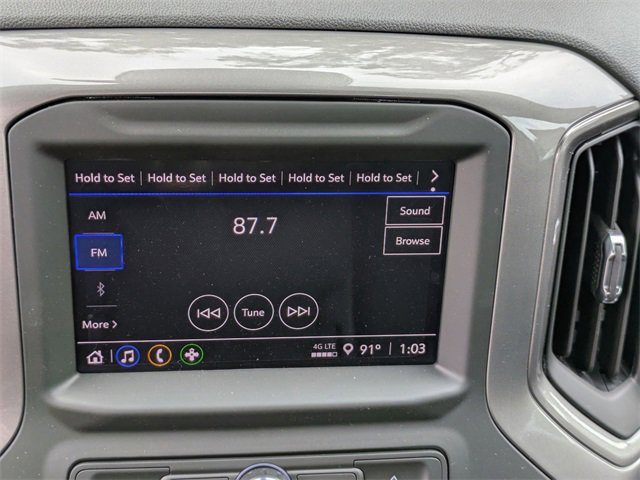 Hold to Set Hold to Set Hold to Set Hold to Set Hold to Set >
AM
87.7
Sound
FM
Browse
Tune
More >
4G LTE
91° 1:03